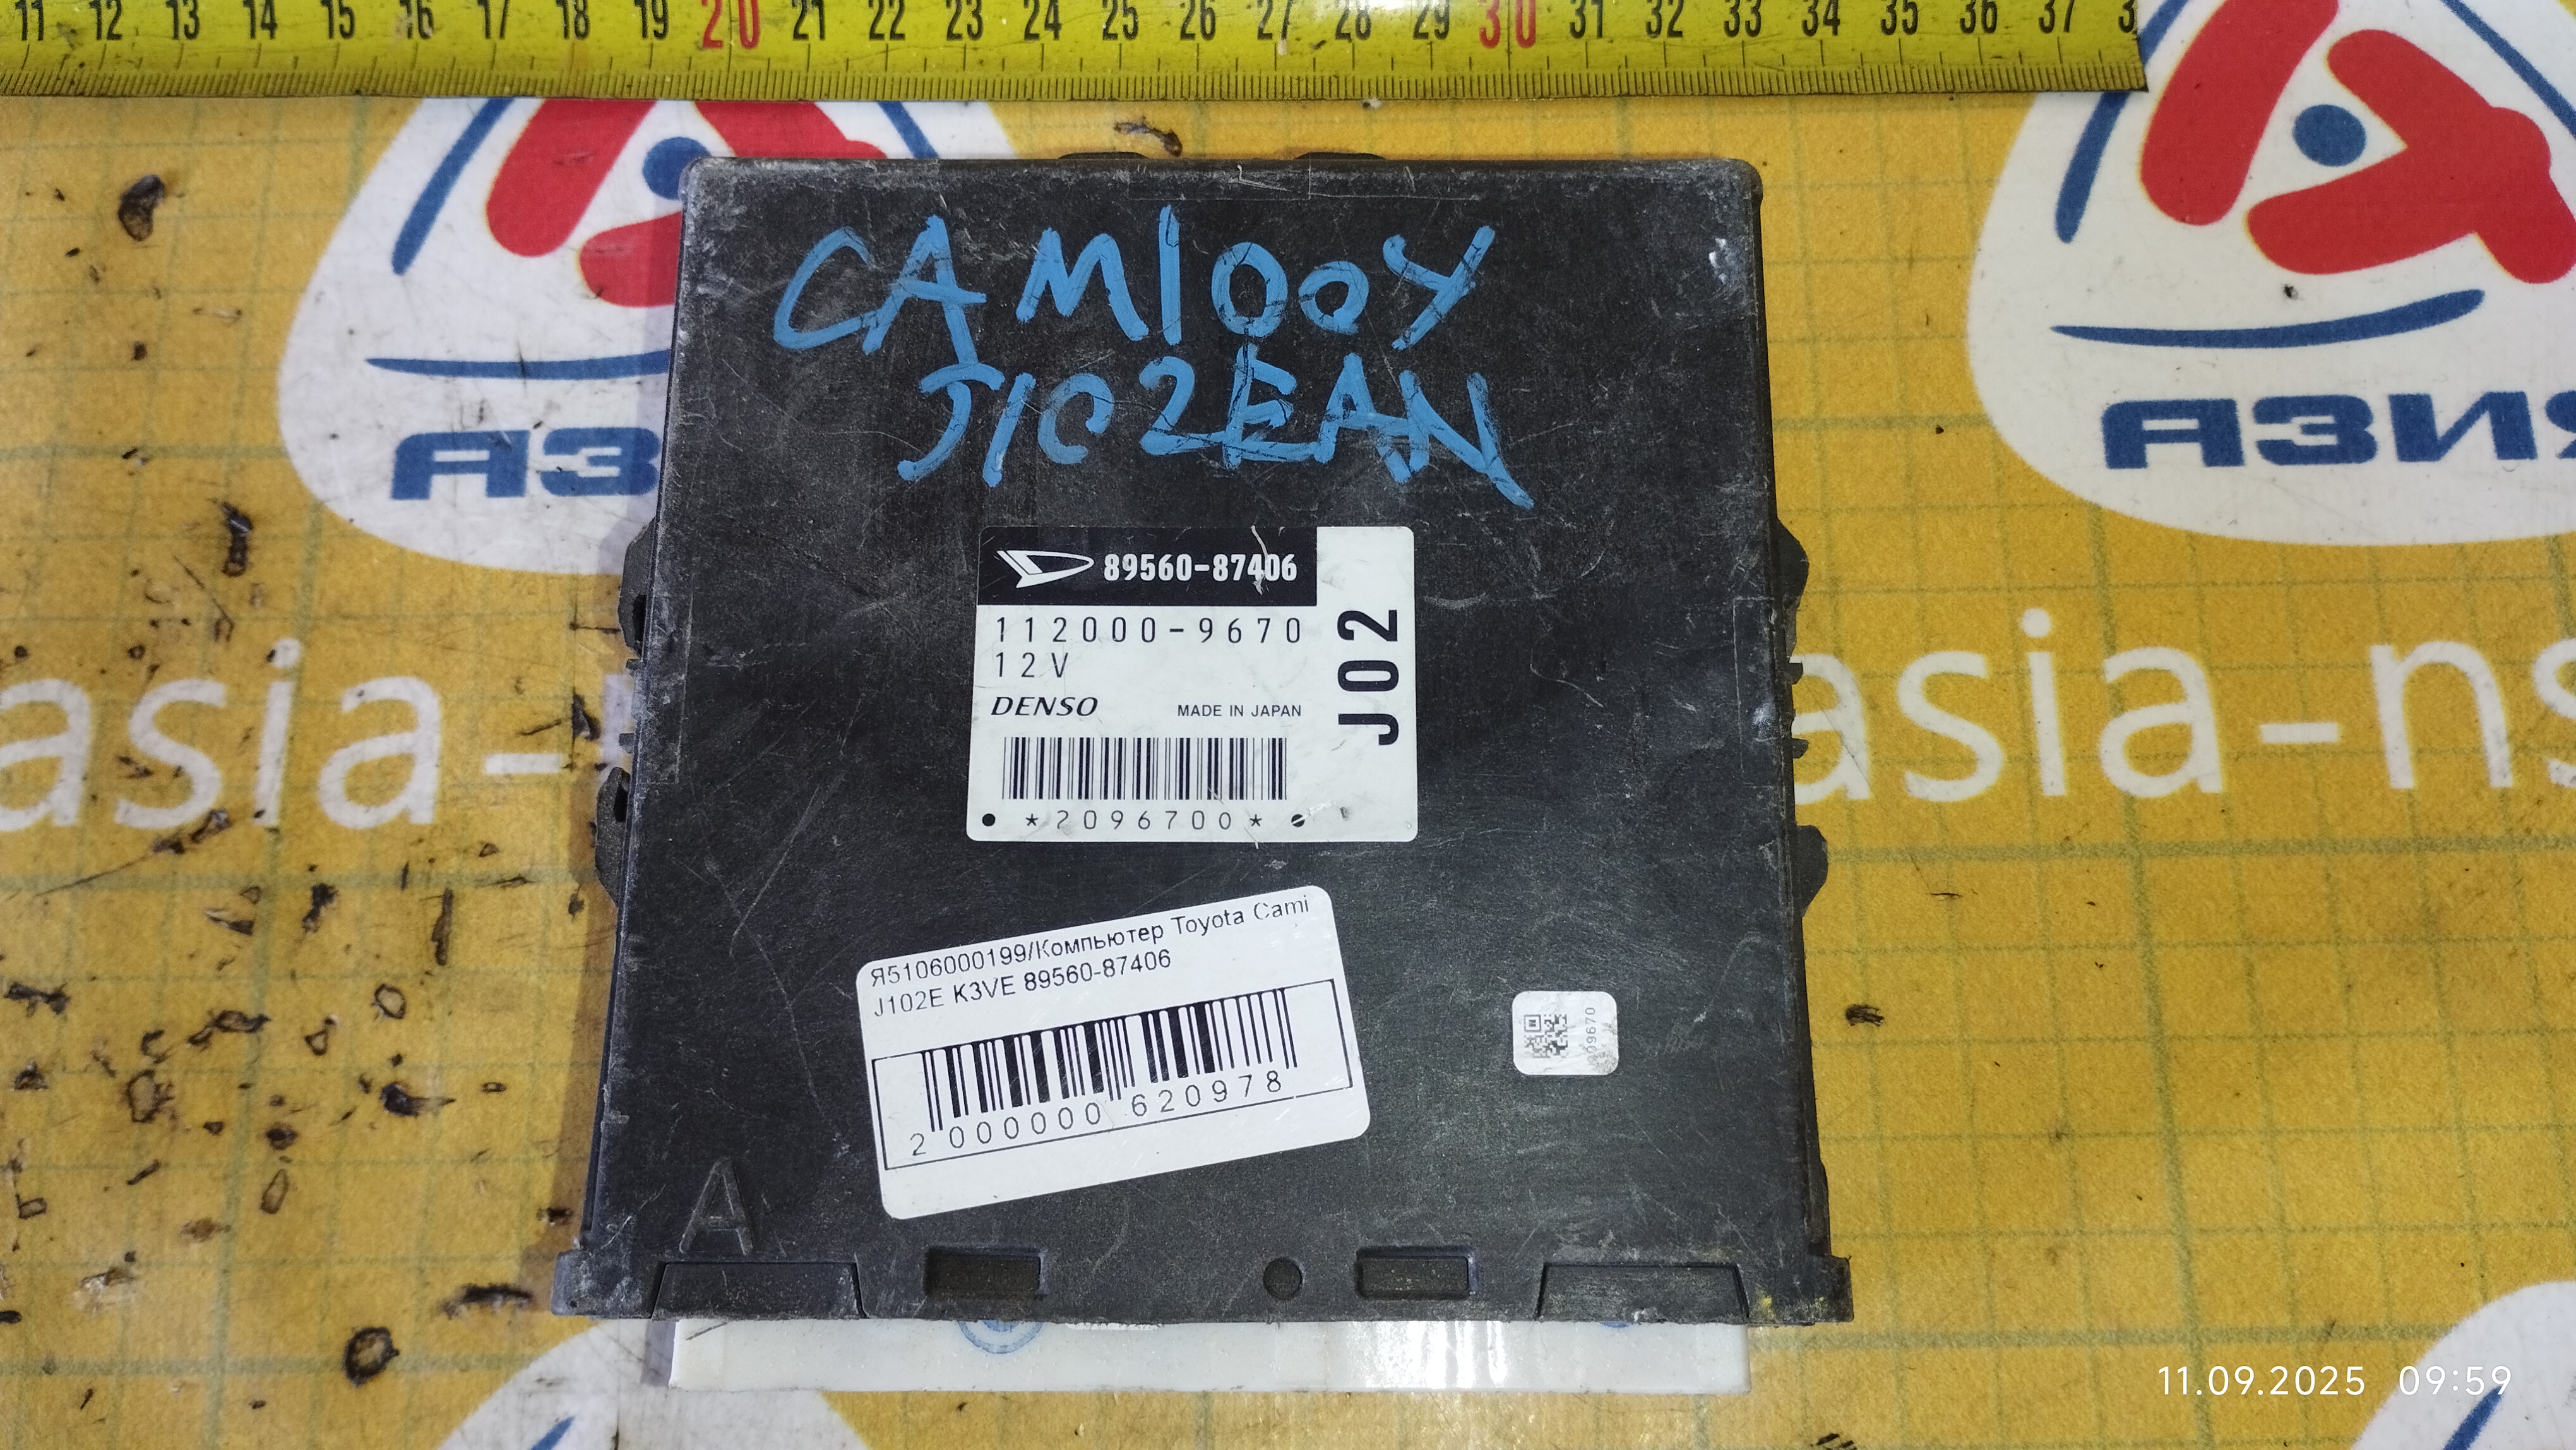 11 12 13 14 15 16 17 18 19 20 21 22 23 24 25 26 27 28 29 30 31 32 33 34 35 36 37 3
CAMI00Y
J102EAN
89560-87406
112000-9670
12V
DENSO MADE IN JAPAN
J02
*2096700*
Я5106000199/Компьютер Toyota Cami
J102E K3VE 89560-87406
2 000000 620978
209670
A
АЗ
АЗИЯ
asia-n
asia-ns
11.09.2025 09:59